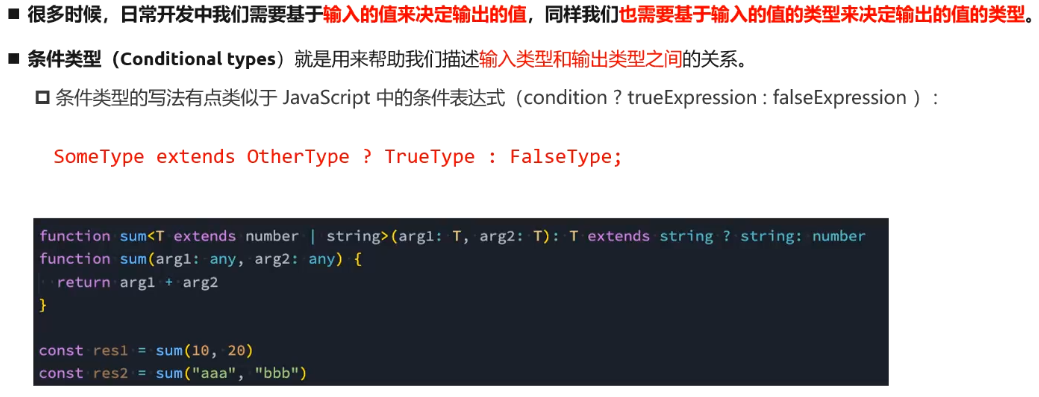 很多时候，日常开发中我们需要基于输入的值来决定输出的值，同样我们也需要基于输入的值的类型来决定输出的值的类型。
条件类型（Conditional types）就是用来帮助我们描述输入类型和输出类型之间的关系。
条件类型的写法有点类似于 JavaScript 中的条件表达式（condition ? trueExpression : falseExpression ）：
SomeType extends OtherType ? TrueType : FalseType;
function sum<T extends number | string>(arg1: T, arg2: T): T extends string ? string: number
function sum(arg1: any, arg2: any) {
  return arg1 + arg2
}
const res1 = sum(10, 20)
const res2 = sum("aaa", "bbb")